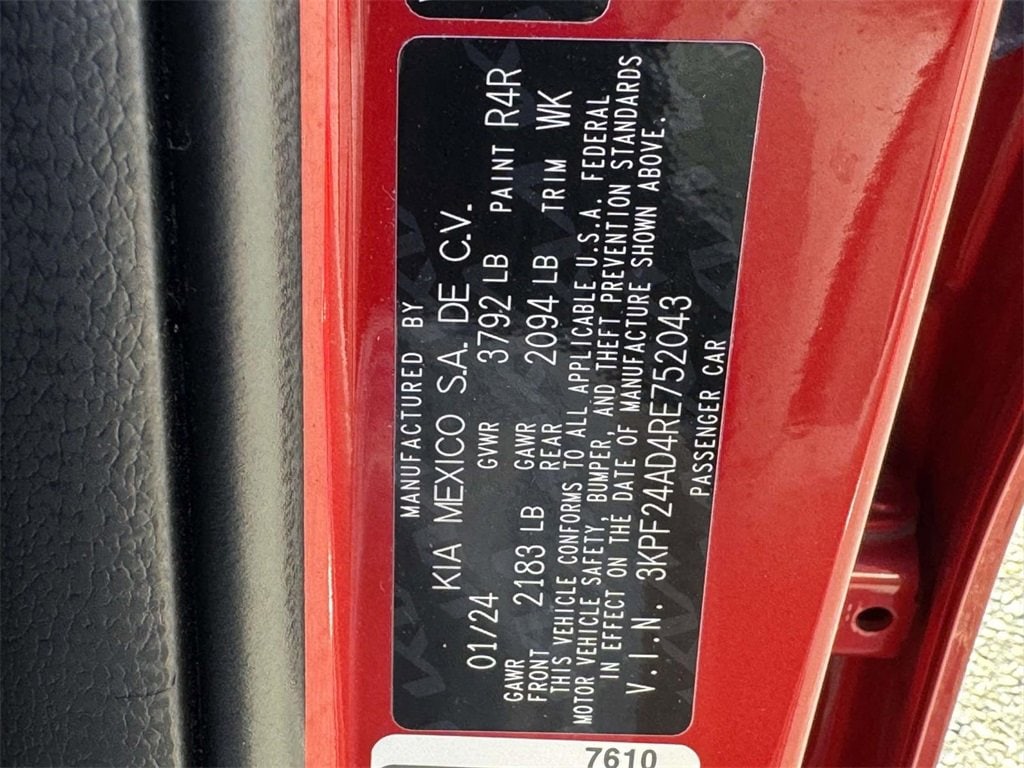 MANUFACTURED BY
KIA MEXICO S.A. DE C.V.
01/24 GVWR 3792 LB PAINT R4R
GAWR FRONT 2183 LB GAWR REAR 2094 LB TRIM WK
THIS VEHICLE CONFORMS TO ALL APPLICABLE U.S.A. FEDERAL
MOTOR VEHICLE SAFETY, BUMPER, AND THEFT PREVENTION STANDARDS
IN EFFECT ON THE DATE OF MANUFACTURE SHOWN ABOVE.
V.I.N. 3KPF24AD4RE752043
PASSENGER CAR
7610